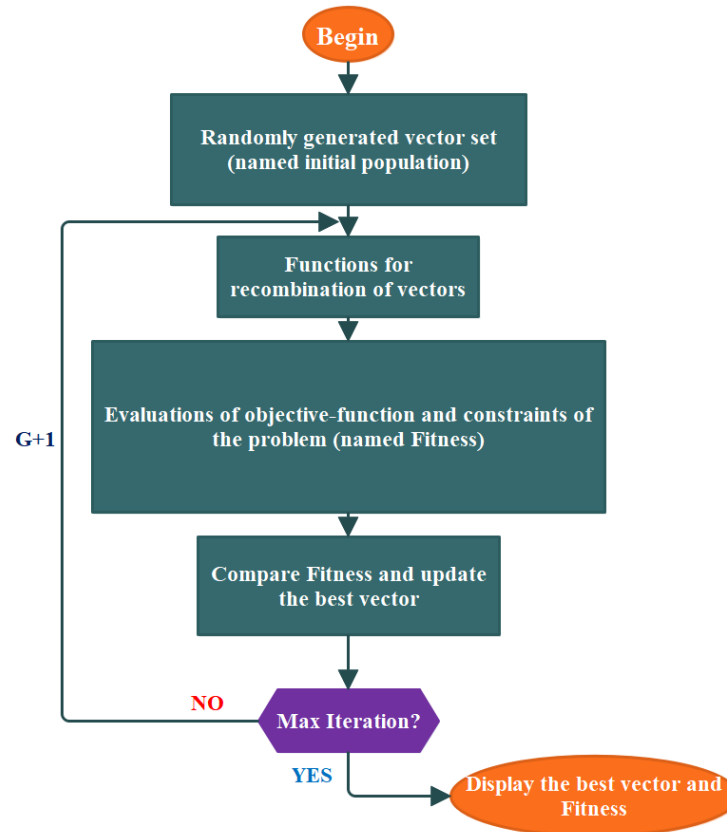 Begin
Randomly generated vector set
(named initial population)
Functions for
recombination of vectors
Evaluations of objective-function and constraints of
the problem (named Fitness)
G+1
Compare Fitness and update
the best vector
NO
Max Iteration?
YES
Display the best vector and
Fitness